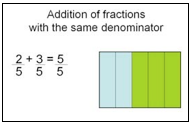 Addition of fractions
with the same denominator
2 + 3 = 5
5 5 5